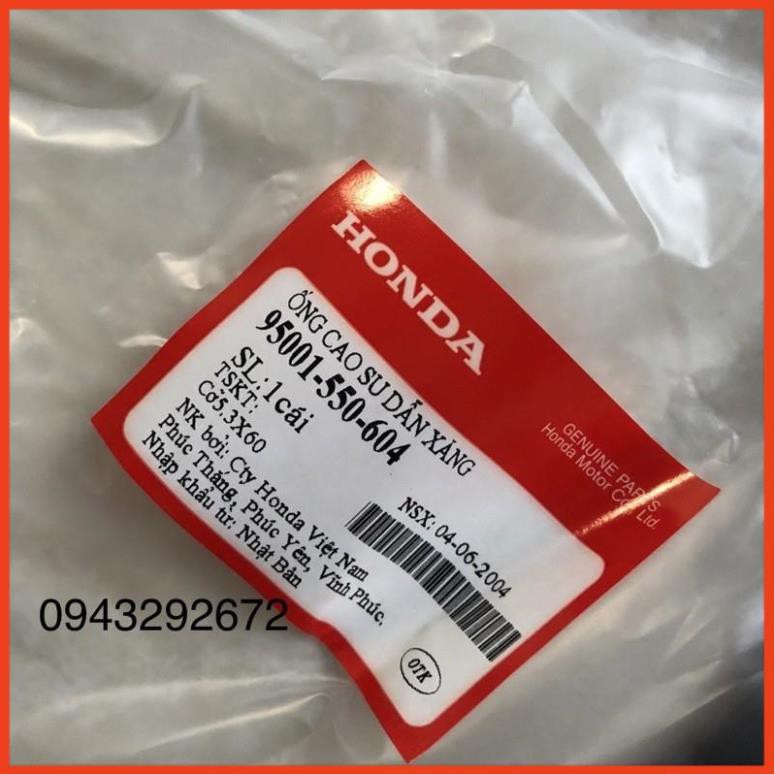 HONDA
ỐNG CAO SU DẪN XĂNG
95001-550-604
SL: 1 cái
TSKT:
Cỡ5,3X60
NK bởi: Cty Honda Việt Nam
Phúc Thắng, Phúc Yên, Vĩnh Phúc,
Nhập khẩu từ: Nhật Bản
NSX: 04-06-2004
OTK
GENUINE PARTS
Honda Motor Co., Ltd.
0943292672